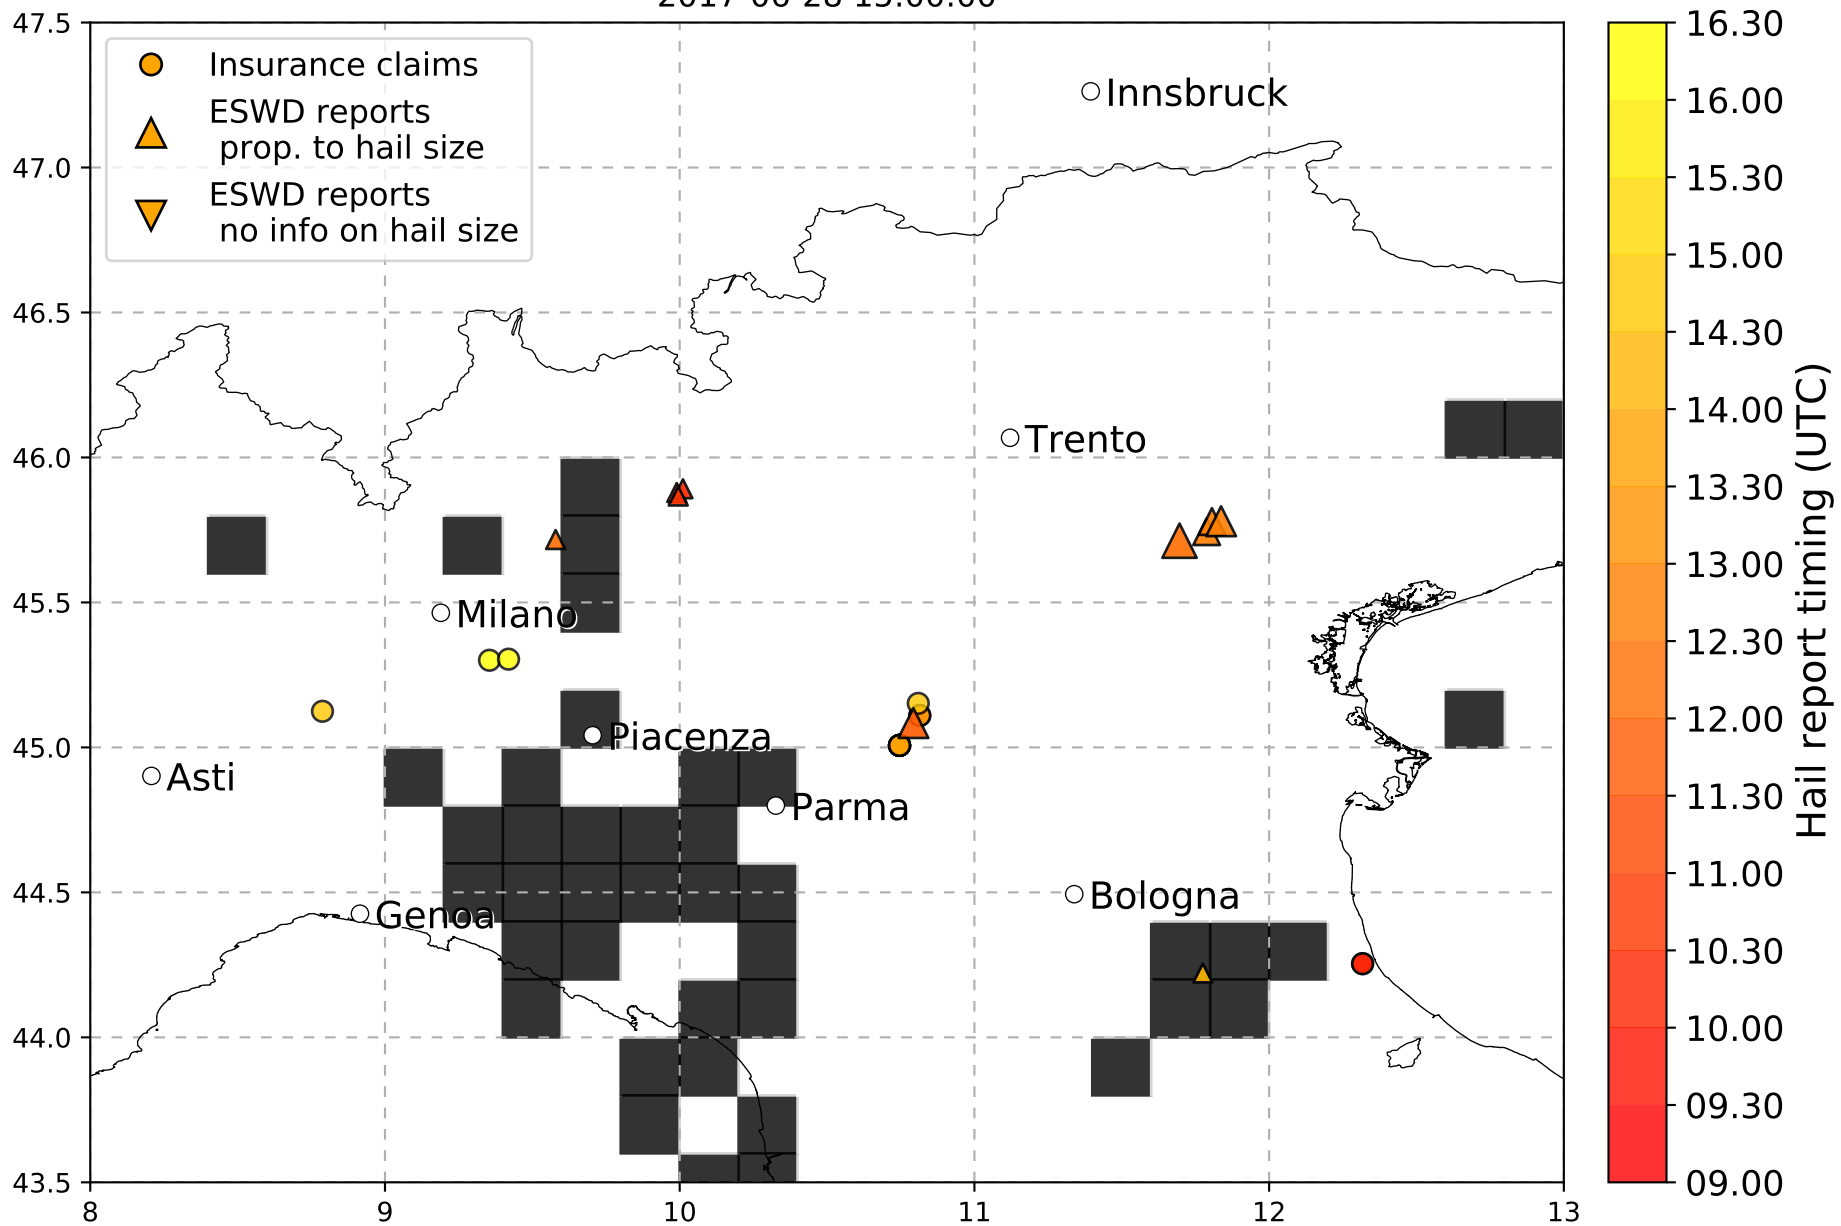 47.5
47.0
46.5
46.0
45.5
45.0
44.5
44.0
43.5
8
9
10
11
12
13
Insurance claims
ESWD reports
prop. to hail size
ESWD reports
no info on hail size
Innsbruck
Trento
Milano
Piacenza
Asti
Parma
Genoa
Bologna
16.30
16.00
15.30
15.00
14.30
14.00
13.30
13.00
12.30
12.00
11.30
11.00
10.30
10.00
09.30
09.00
Hail report timing (UTC)